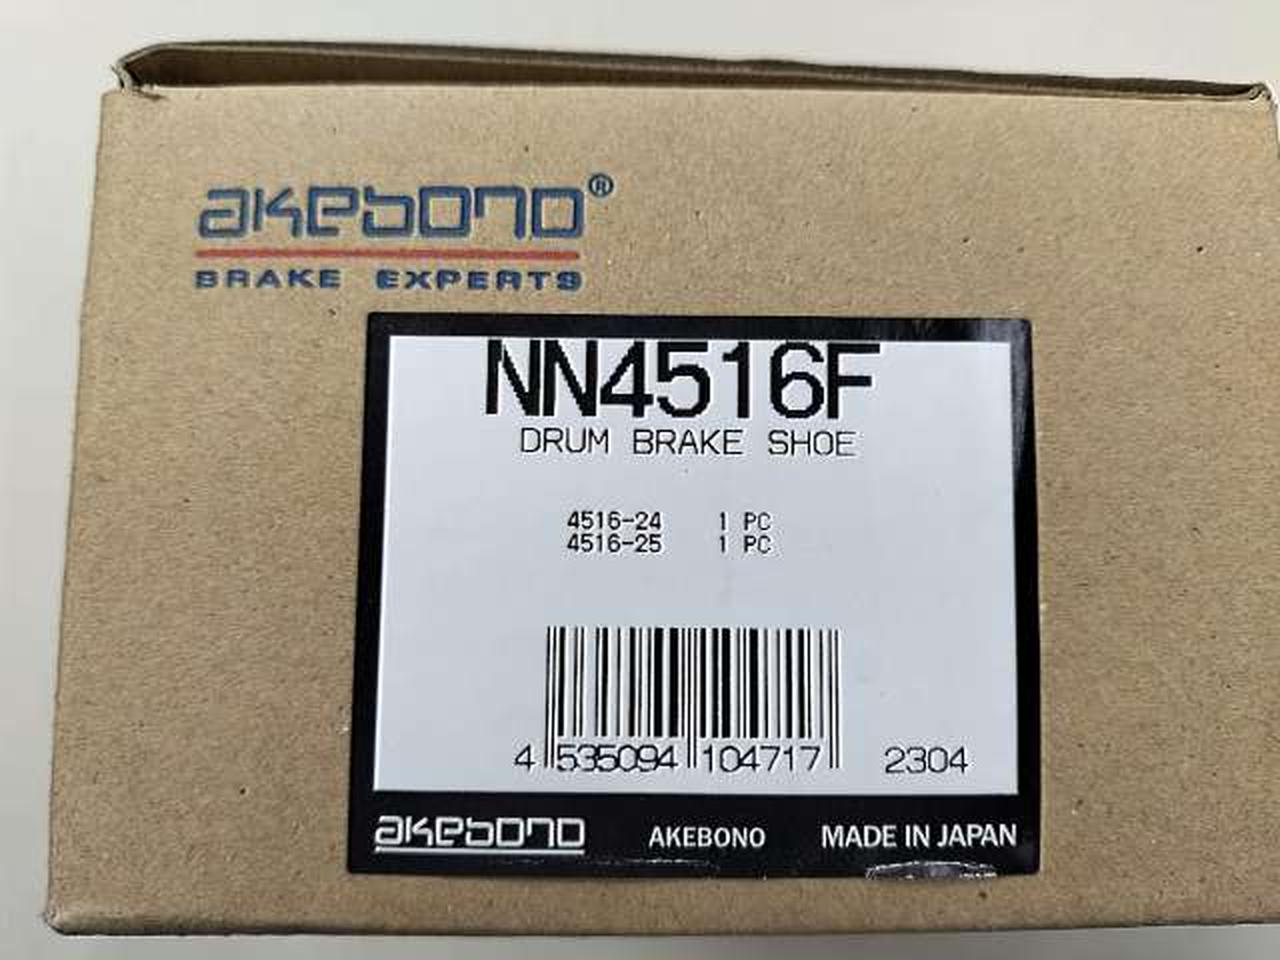 akebono®
BRAKE EXPERTS
NN4516F
DRUM BRAKE SHOE
4516-24 1 PC
4516-25 1 PC
4 535094 104717 2304
akebono AKEBONO MADE IN JAPAN